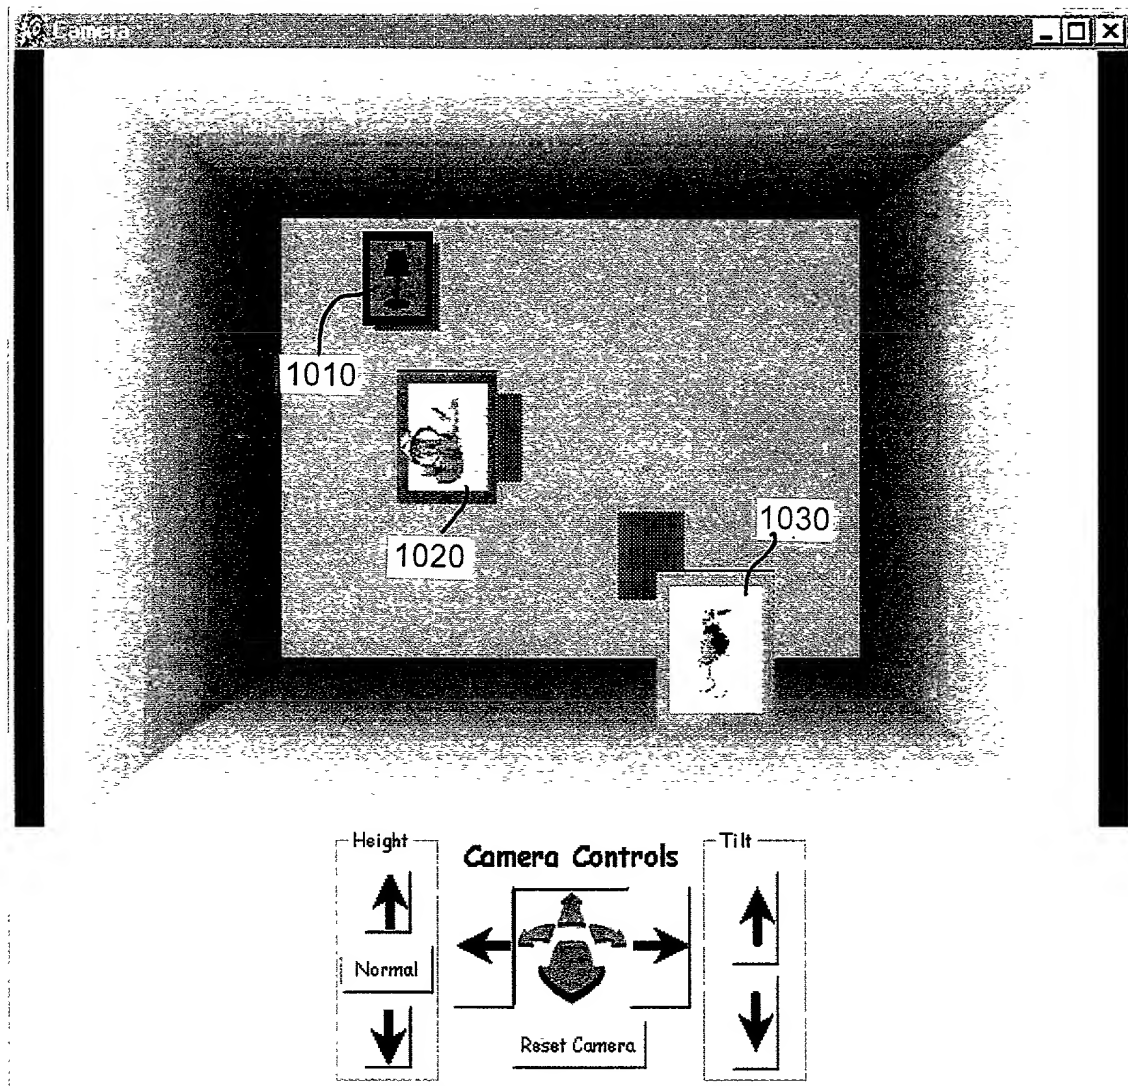 Camera
1010
1020
1030
Height
Camera Controls
Tilt
Normal
Reset Camera